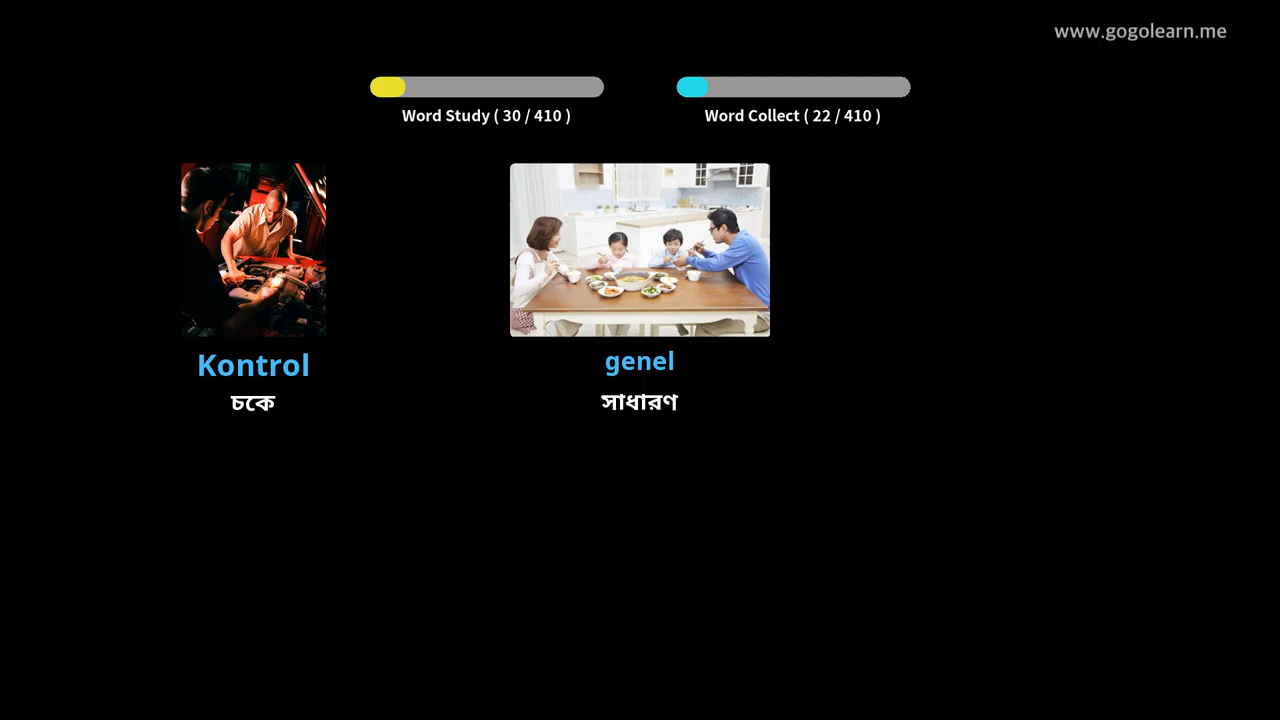 www.gogolearn.me
Word Study ( 30 / 410 )
Word Collect ( 22 / 410 )
Kontrol
চকে
genel
সাধারণ